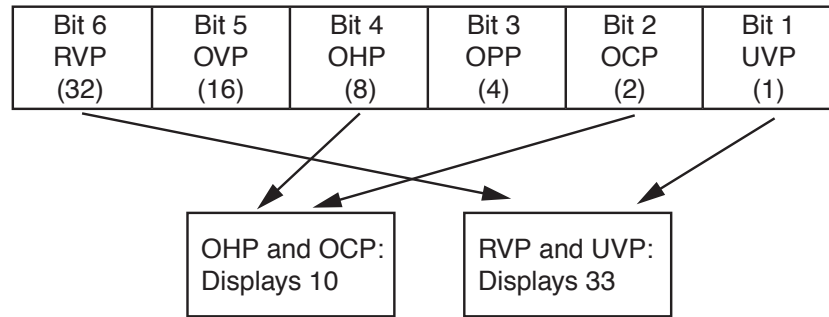 Bit 6 Bit 5 Bit 4 Bit 3 Bit 2 Bit 1
RVP OVP OHP OPP OCP UVP
(32) (16) (8) (4) (2) (1)
OHP and OCP:
Displays 10
RVP and UVP:
Displays 33